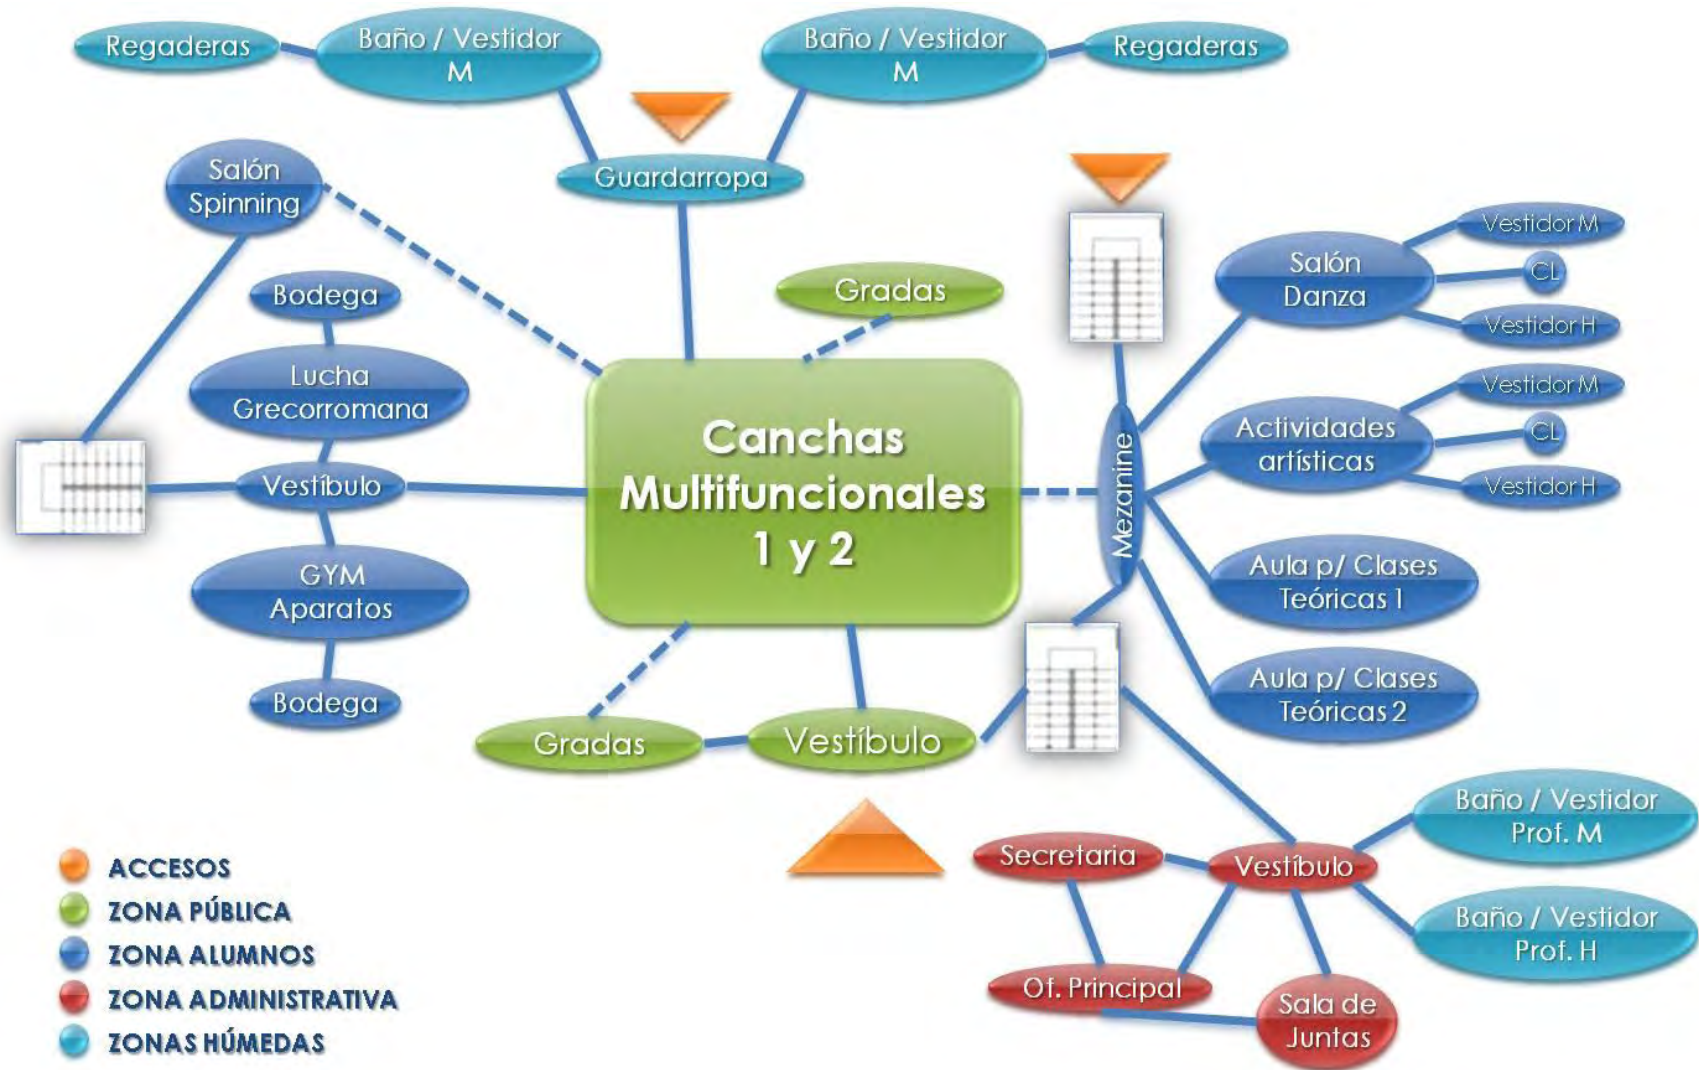 Regaderas
Baño / Vestidor
M
Baño / Vestidor
M
Regaderas
Salón
Spinning
Guardarropa
Bodega
Gradas
Lucha
Grecorromana
Vestíbulo
GYM
Aparatos
Bodega
Canchas
Multifuncionales
1 y 2
Mezanine
Salón
Danza
Vestidor M
CL
Vestidor H
Actividades
artísticas
Vestidor M
CL
Vestidor H
Aula p/ Clases
Teóricas 1
Aula p/ Clases
Teóricas 2
Gradas
Vestíbulo
Secretaria
Vestíbulo
Baño / Vestidor
Prof. M
Baño / Vestidor
Prof. H
Of. Principal
Sala de
Juntas
ACCESOS
ZONA PÚBLICA
ZONA ALUMNOS
ZONA ADMINISTRATIVA
ZONAS HÚMEDAS